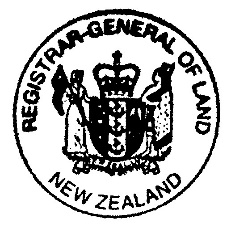 REGISTRAR-GENERAL OF LAND
NEW ZEALAND